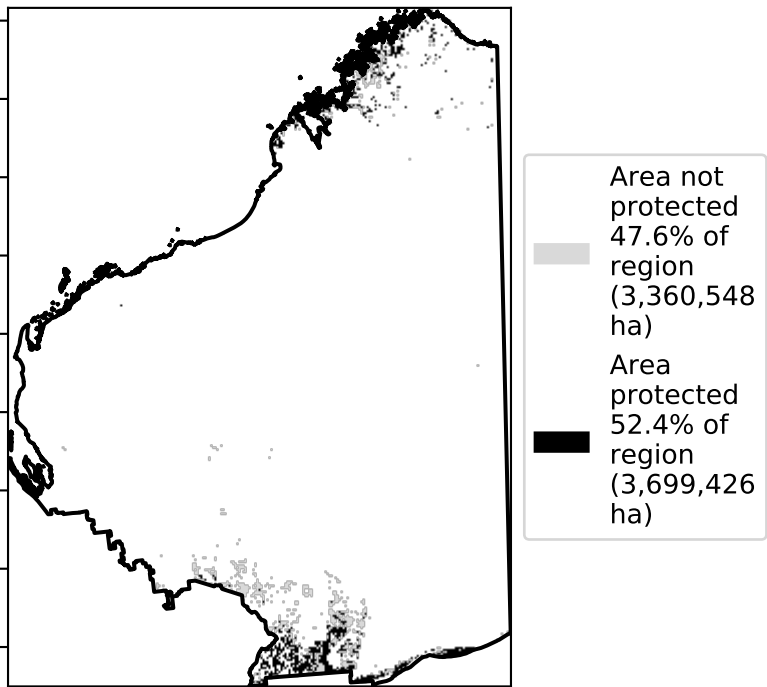 Area not
protected
47.6% of
region
(3,360,548
ha)
Area
protected
52.4% of
region
(3,699,426
ha)